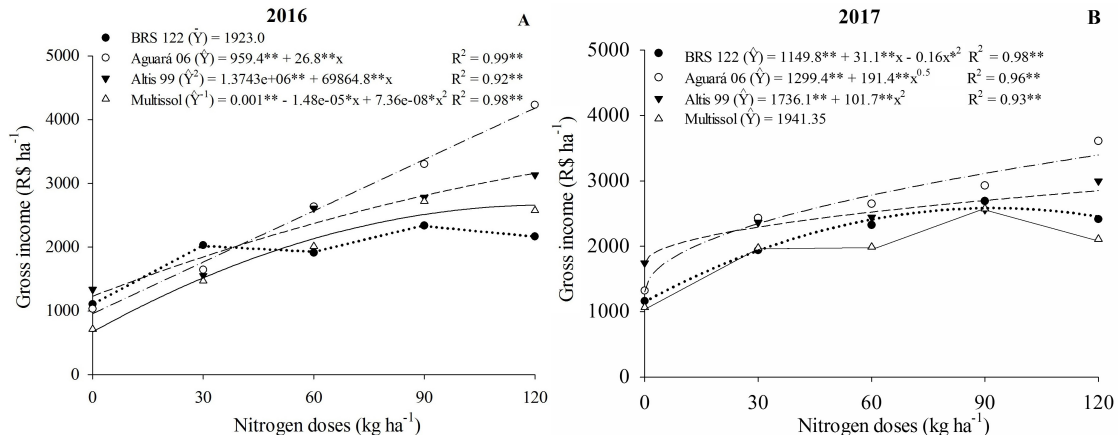 2016
A
BRS 122 (Ŷ) = 1923.0
Aguará 06 (Ŷ) = 959.4** + 26.8**x R² = 0.99**
Altis 99 (Ŷ²) = 1.3743e+06** + 69864.8**x R² = 0.92**
Multissol (Ŷ⁻¹) = 0.001** - 1.48e-05*x + 7.36e-08*x² R² = 0.98**
Gross income (R$ ha⁻¹)
5000
4000
3000
2000
1000
0
0 30 60 90 120
Nitrogen doses (kg ha⁻¹)
2017
B
BRS 122 (Ŷ) = 1149.8** + 31.1**x - 0.16x*² R² = 0.98**
Aguará 06 (Ŷ) = 1299.4** + 191.4**x⁰·⁵ R² = 0.96**
Altis 99 (Ŷ) = 1736.1** + 101.7**x² R² = 0.93**
Multissol (Ŷ) = 1941.35
Gross income (R$ ha⁻¹)
5000
4000
3000
2000
1000
0
0 30 60 90 120
Nitrogen doses (kg ha⁻¹)